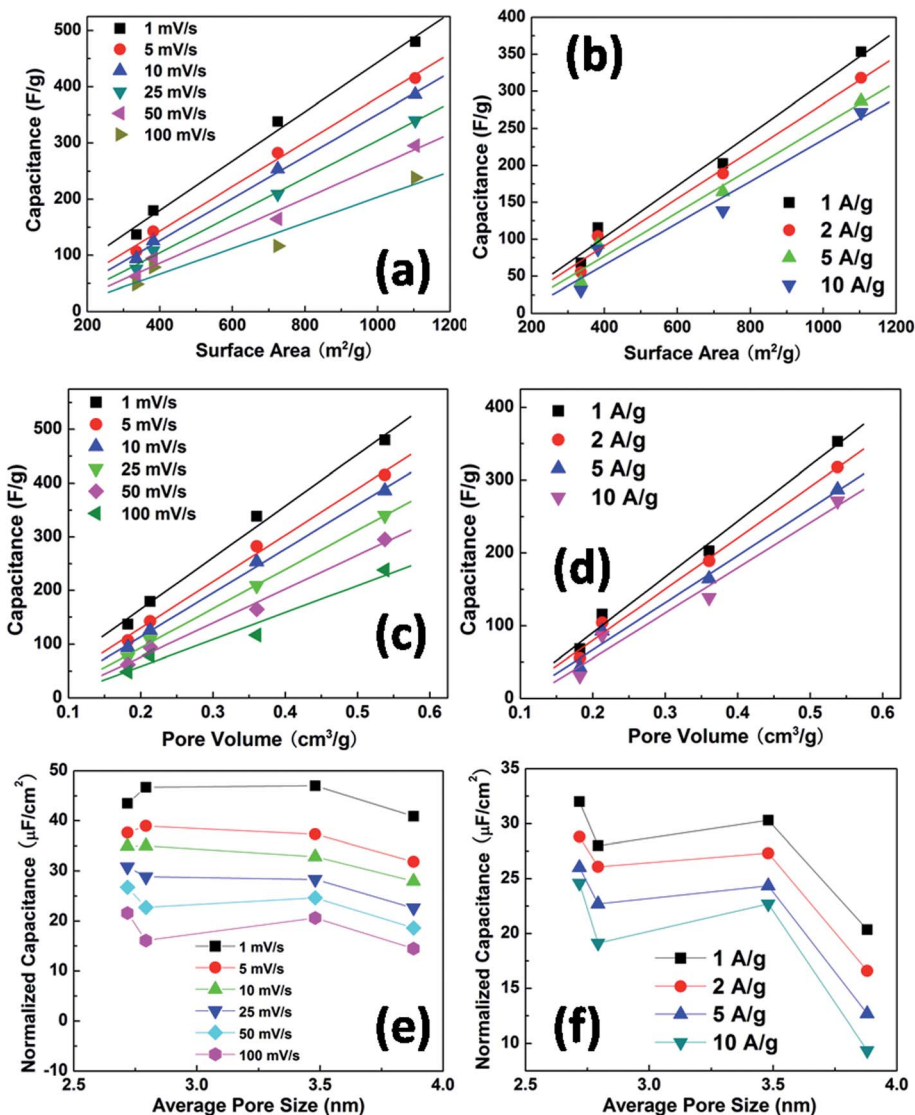 500
400
300
200
100
0
Capacitance (F/g)
1 mV/s
5 mV/s
10 mV/s
25 mV/s
50 mV/s
100 mV/s
(a)
200 400 600 800 1000 1200
Surface Area (m²/g)
400
350
300
250
200
150
100
50
0
Capacitance (F/g)
(b)
1 A/g
2 A/g
5 A/g
10 A/g
200 400 600 800 1000 1200
Surface Area (m²/g)
500
400
300
200
100
0
Capacitance (F/g)
1 mV/s
5 mV/s
10 mV/s
25 mV/s
50 mV/s
100 mV/s
(c)
0.1 0.2 0.3 0.4 0.5 0.6
Pore Volume (cm³/g)
400
300
200
100
0
Capacitance (F/g)
1 A/g
2 A/g
5 A/g
10 A/g
(d)
0.1 0.2 0.3 0.4 0.5 0.6
Pore Volume (cm³/g)
50
40
30
20
10
0
-10
Normalized Capacitance (μF/cm²)
1 mV/s
5 mV/s
10 mV/s
25 mV/s
50 mV/s
100 mV/s
(e)
2.5 3.0 3.5 4.0
Average Pore Size (nm)
35
30
25
20
15
10
Normalized Capacitance (μF/cm²)
1 A/g
2 A/g
5 A/g
10 A/g
(f)
2.5 3.0 3.5 4.0
Average Pore Size (nm)